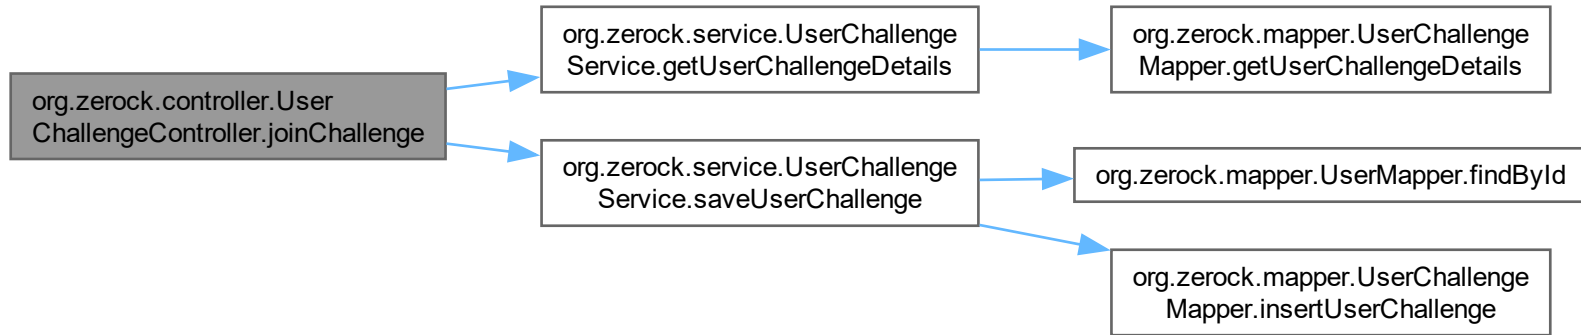 org.zerock.controller.User
ChallengeController.joinChallenge
org.zerock.service.UserChallenge
Service.getUserChallengeDetails
org.zerock.mapper.UserChallenge
Mapper.getUserChallengeDetails
org.zerock.service.UserChallenge
Service.saveUserChallenge
org.zerock.mapper.UserMapper.findById
org.zerock.mapper.UserChallenge
Mapper.insertUserChallenge